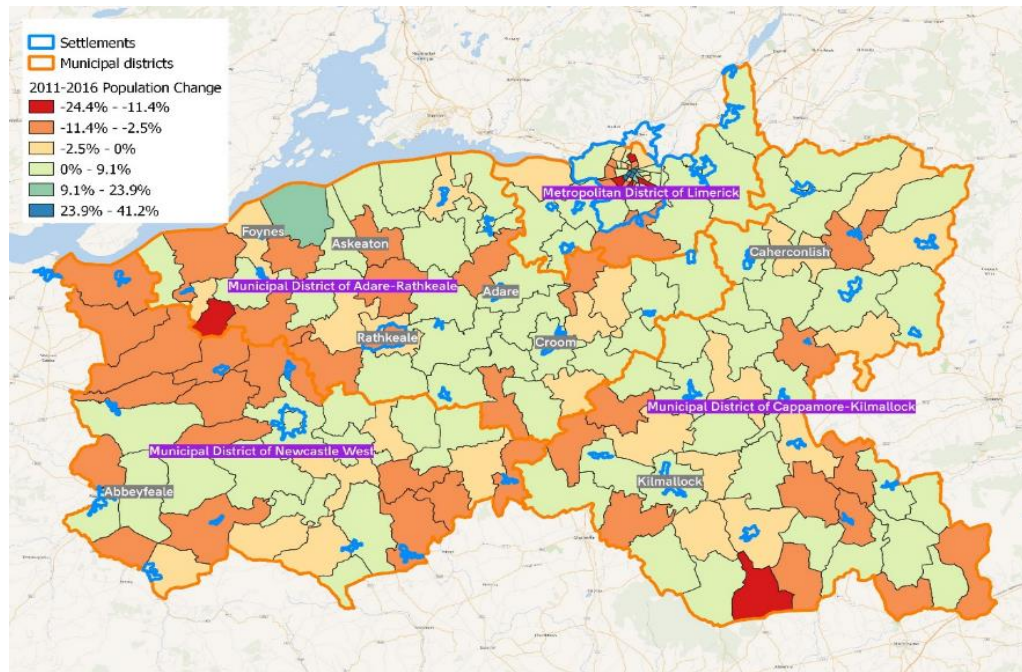 Settlements
Municipal districts
2011-2016 Population Change
-24.4% - -11.4%
-11.4% - -2.5%
-2.5% - 0%
0% - 9.1%
9.1% - 23.9%
23.9% - 41.2%
Metropolitan District of Limerick
Foynes
Askeaton
Caherconlish
Municipal District of Adare-Rathkeale
Adare
Rathkeale
Croom
Municipal District of Cappamore-Kilmallock
Municipal District of Newcastle West
Kilmallock
Abbeyfeale